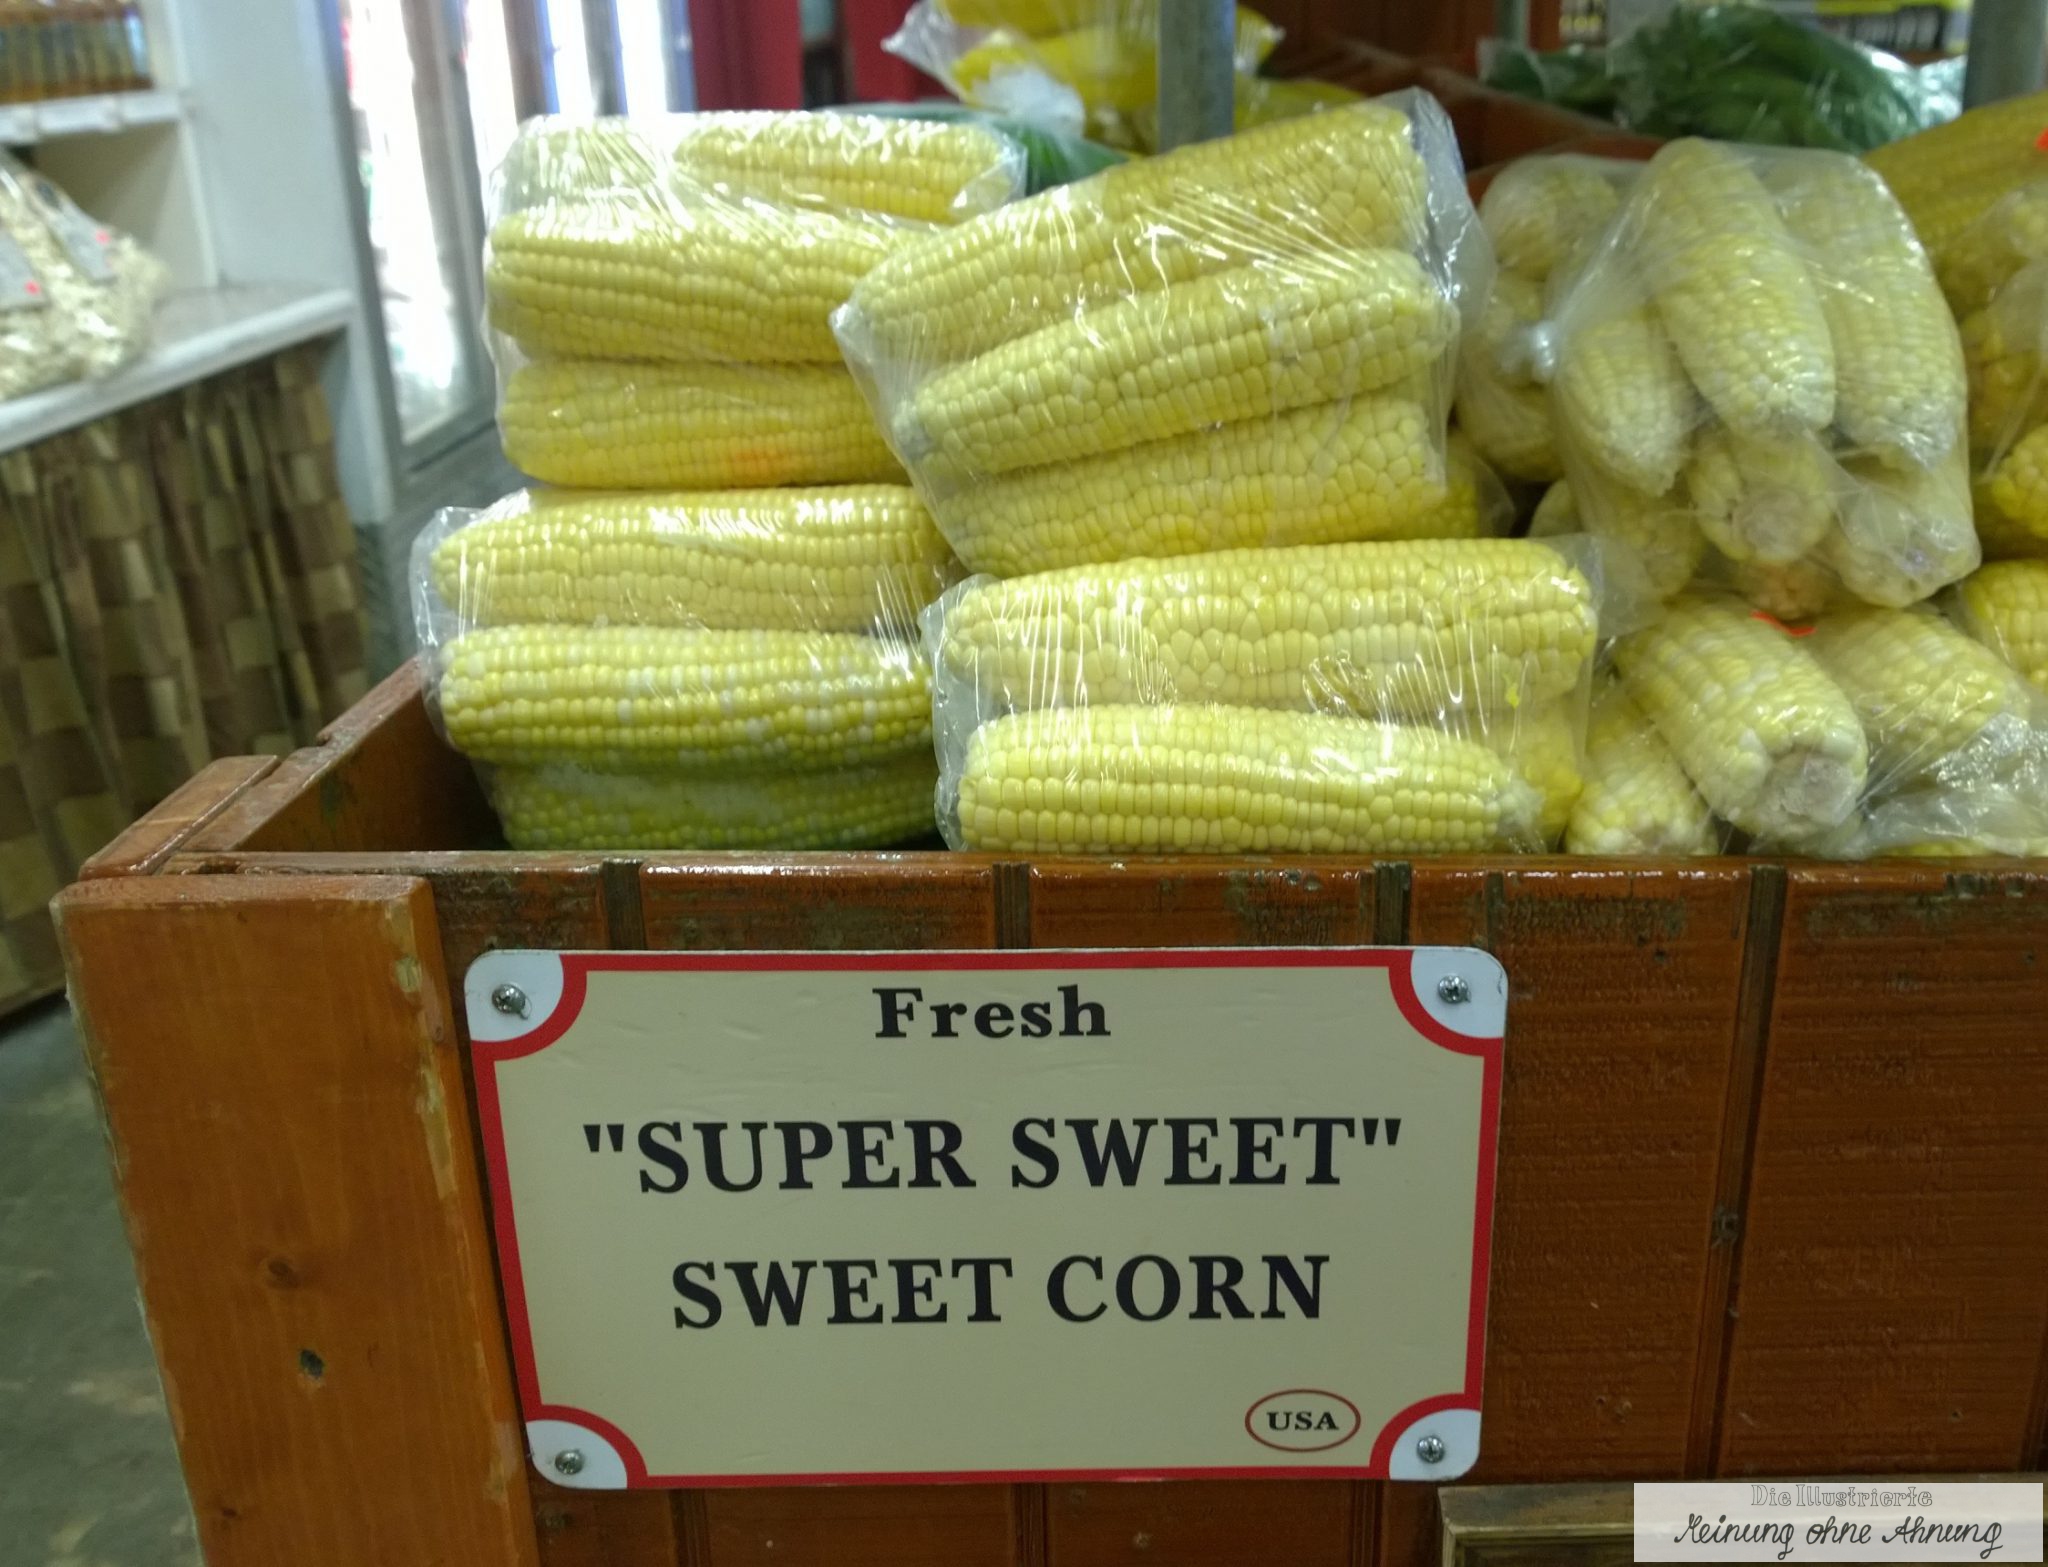 Fresh
"SUPER SWEET"
SWEET CORN
USA
Die Illustrierte
Meinung ohne Ahnung